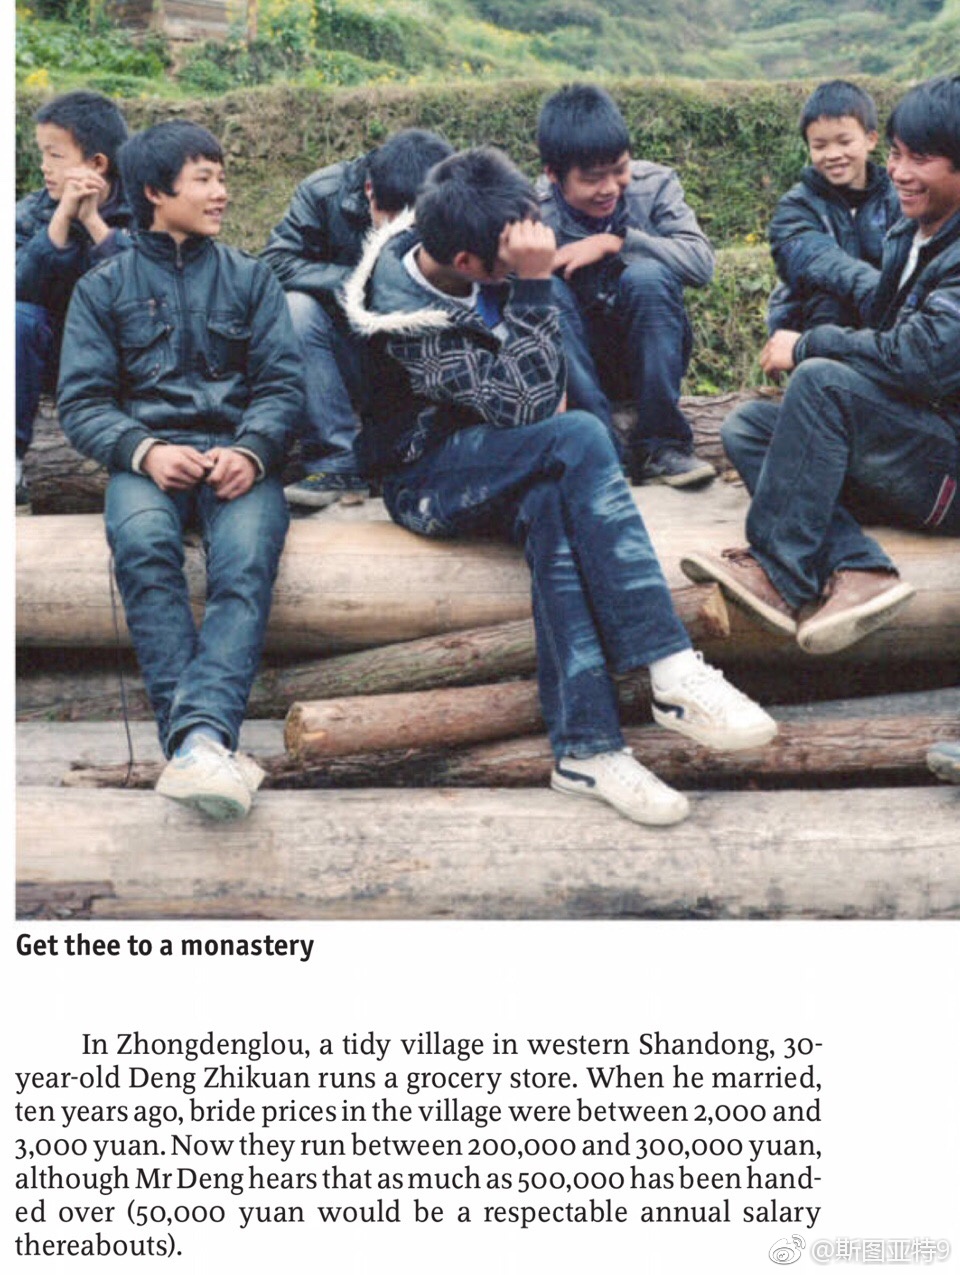 Get thee to a monastery
In Zhongdenglou, a tidy village in western Shandong, 30-
year-old Deng Zhikuan runs a grocery store. When he married,
ten years ago, bride prices in the village were between 2,000 and
3,000 yuan. Now they run between 200,000 and 300,000 yuan,
although Mr Deng hears that as much as 500,000 has been hand-
ed over (50,000 yuan would be a respectable annual salary
thereabouts).
@斯图亚特9